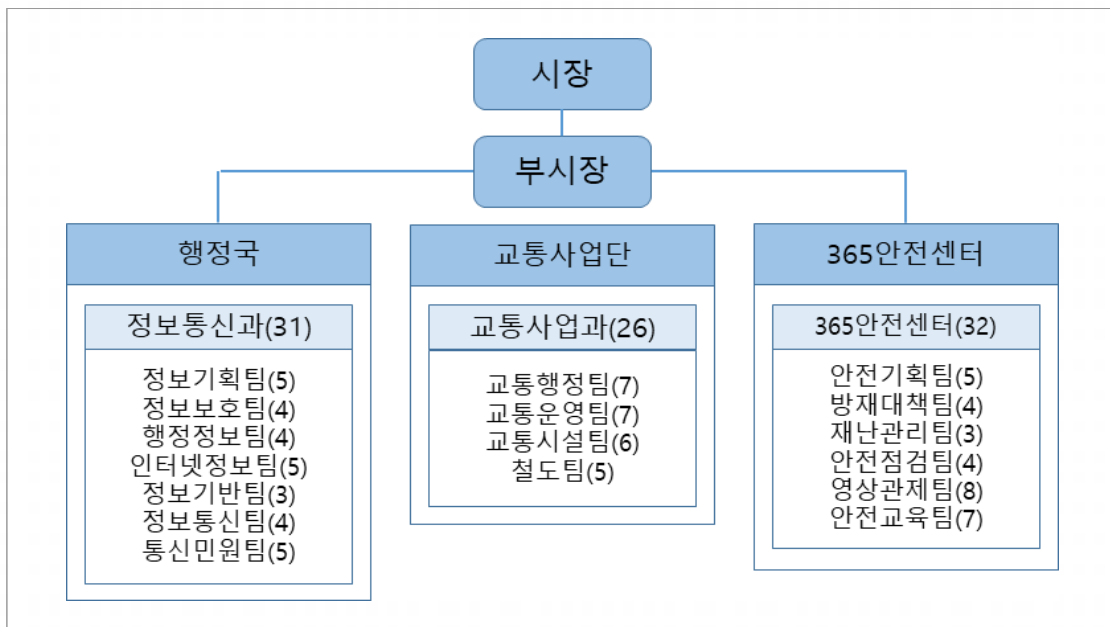 시장
부시장
행정국
정보통신과(31)
정보기획팀(5)
정보보호팀(4)
행정정보팀(4)
인터넷정보팀(5)
정보기반팀(3)
정보통신팀(4)
통신민원팀(5)
교통사업단
교통사업과(26)
교통행정팀(7)
교통운영팀(7)
교통시설팀(6)
철도팀(5)
365안전센터
365안전센터(32)
안전기획팀(5)
방재대책팀(4)
재난관리팀(3)
안전점검팀(4)
영상관제팀(8)
안전교육팀(7)